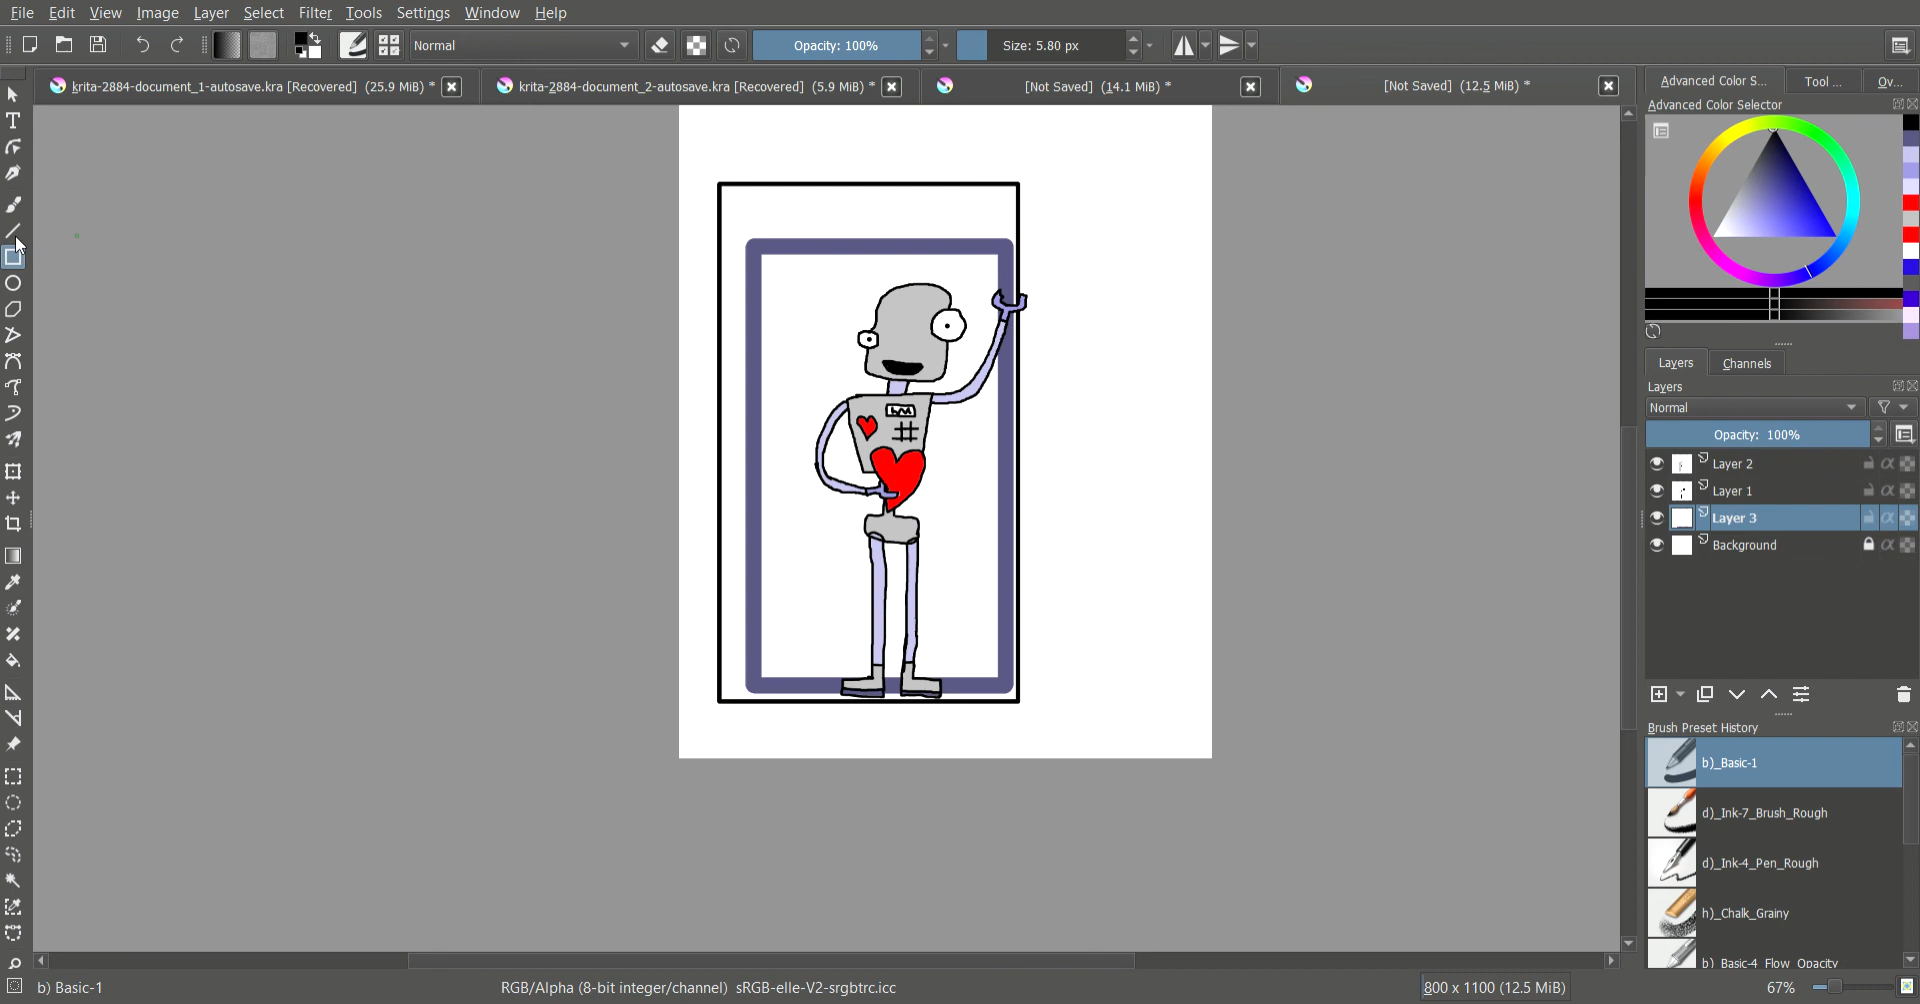 File Edit View Image Layer Select Filter Tools Settings Window Help
Normal Opacity: 100% Size: 5.80 px
krita-2884-document_1-autosave.kra [Recovered] (25.9 MiB) *
krita-2884-document_2-autosave.kra [Recovered] (5.9 MiB) *
[Not Saved] (14.1 MiB) *
[Not Saved] (12.5 MiB) *
Advanced Color S... Tool ... Ov...
Advanced Color Selector
Layers Channels
Layers
Normal
Opacity: 100%
Layer 2
Layer 1
Layer 3
Background
Brush Preset History
b)_Basic-1
d)_Ink-7_Brush_Rough
d)_Ink-4_Pen_Rough
h)_Chalk_Grainy
b)_Basic-4_Flow_Opacity
b) Basic-1
RGB/Alpha (8-bit integer/channel) sRGB-elle-V2-srgbtrc.icc
800 x 1100 (12.5 MiB)
67%